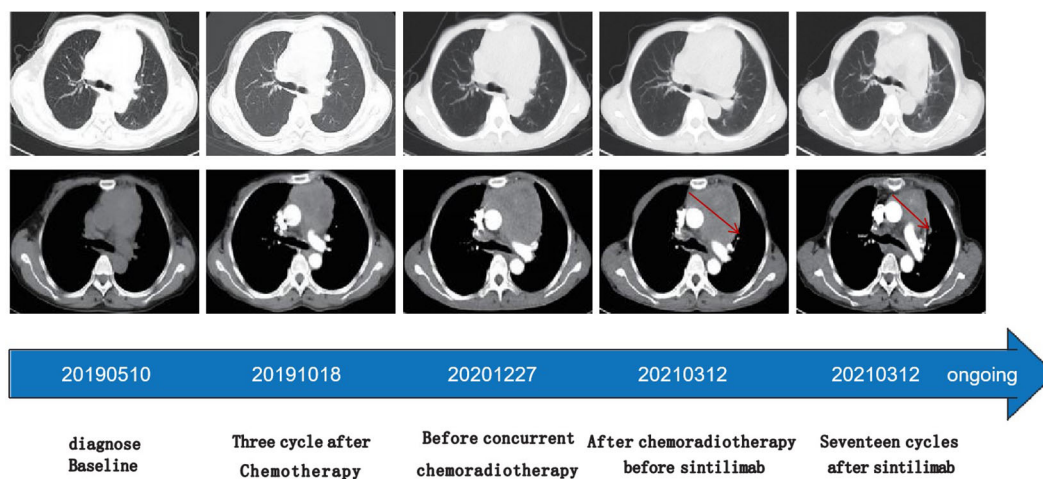 20190510 20191018 20201227 20210312 20210312 ongoing
diagnose
Baseline
Three cycle after
Chemotherapy
Before concurrent
chemoradiotherapy
After chemoradiotherapy
before sintilimab
Seventeen cycles
after sintilimab